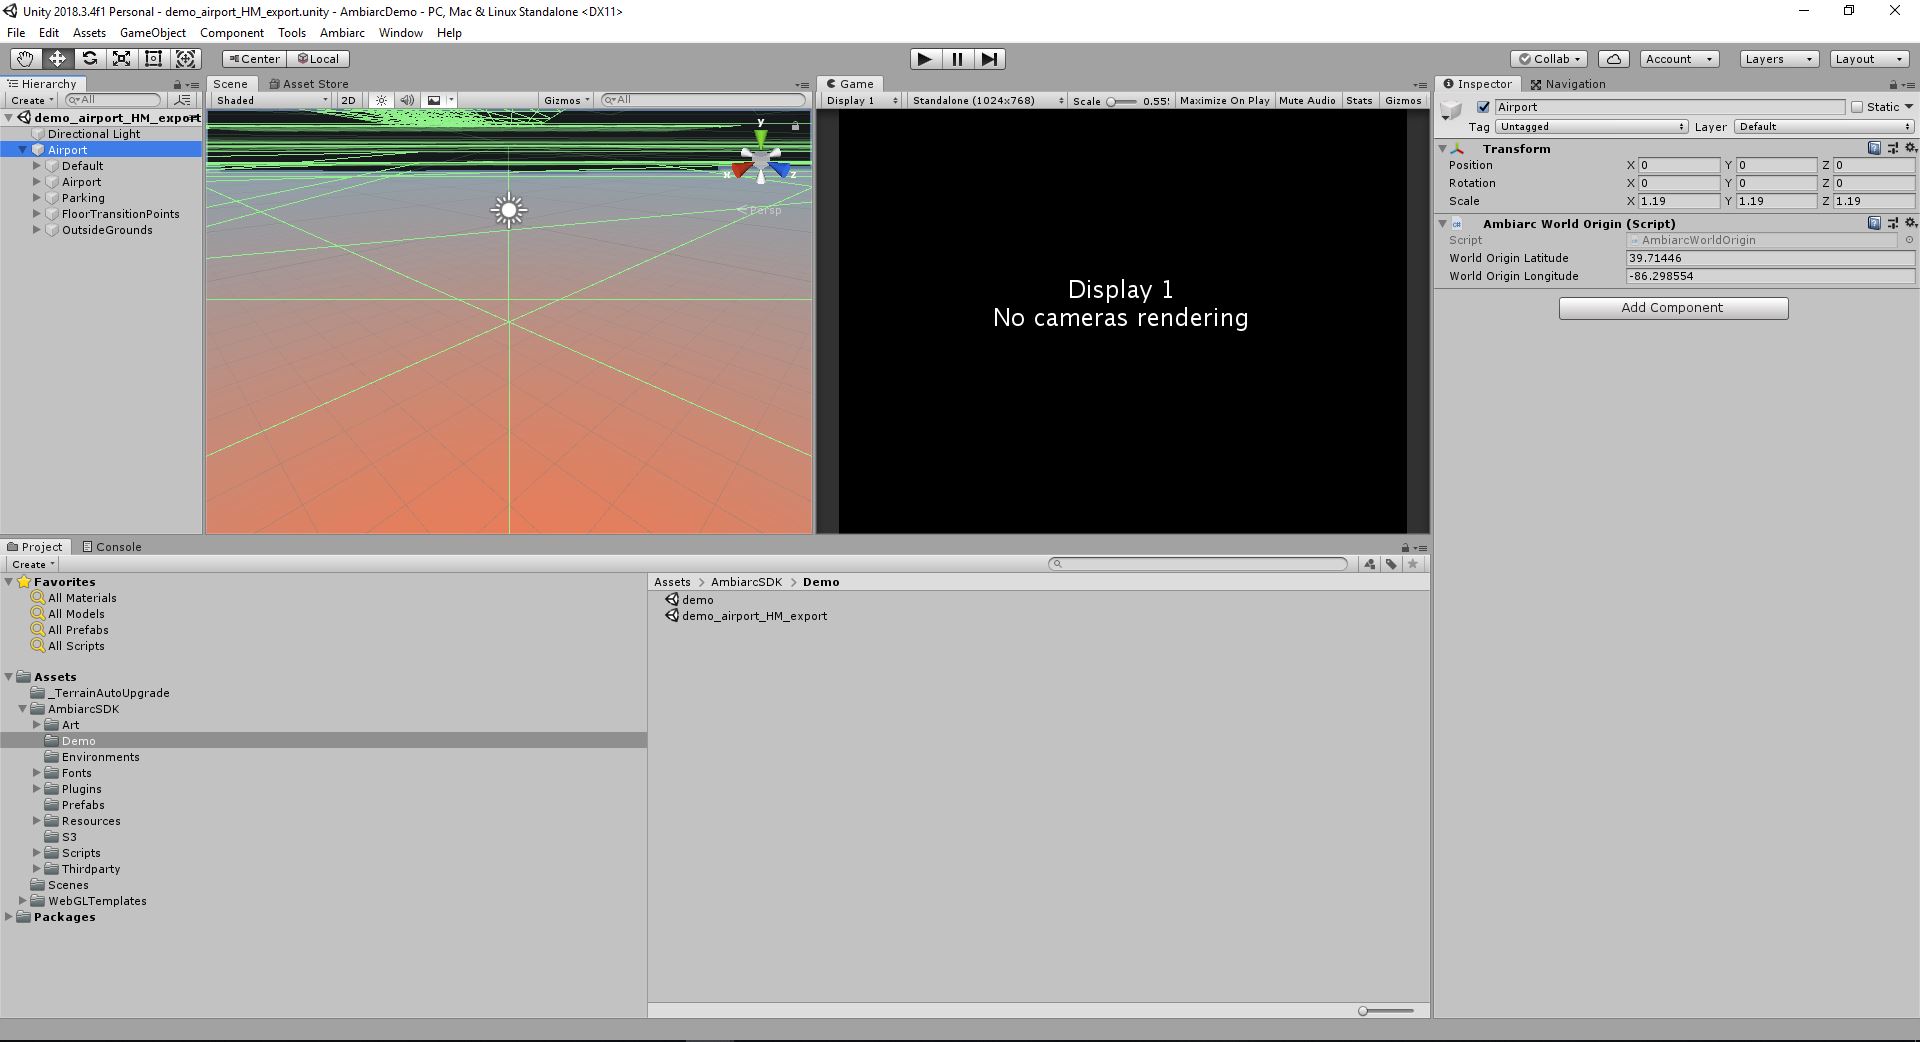 Unity 2018.3.4f1 Personal - demo_airport_HM_export.unity - AmbiarcDemo - PC, Mac & Linux Standalone <DX11>
File Edit Assets GameObject Component Tools Ambiarc Window Help
Center Local Collab Account Layers Layout
Hierarchy
Create All
demo_airport_HM_export
Directional Light
Airport
Default
Airport
Parking
FloorTransitionPoints
OutsideGrounds
Scene Asset Store
Shaded 2D Gizmos All
y
x z
Persp
Game
Display 1 Standalone (1024x768) Scale 0.55 Maximize On Play Mute Audio Stats Gizmos
Display 1
No cameras rendering
Inspector Navigation
Airport Static
Tag Untagged Layer Default
Transform
Position X 0 Y 0 Z 0
Rotation X 0 Y 0 Z 0
Scale X 1.19 Y 1.19 Z 1.19
Ambiarc World Origin (Script)
Script AmbiarcWorldOrigin
World Origin Latitude 39.71446
World Origin Longitude -86.298554
Add Component
Project Console
Create
Favorites
All Materials
All Models
All Prefabs
All Scripts
Assets
_TerrainAutoUpgrade
AmbiarcSDK
Art
Demo
Environments
Fonts
Plugins
Prefabs
Resources
S3
Scripts
Thirdparty
Scenes
WebGLTemplates
Packages
Assets > AmbiarcSDK > Demo
demo
demo_airport_HM_export